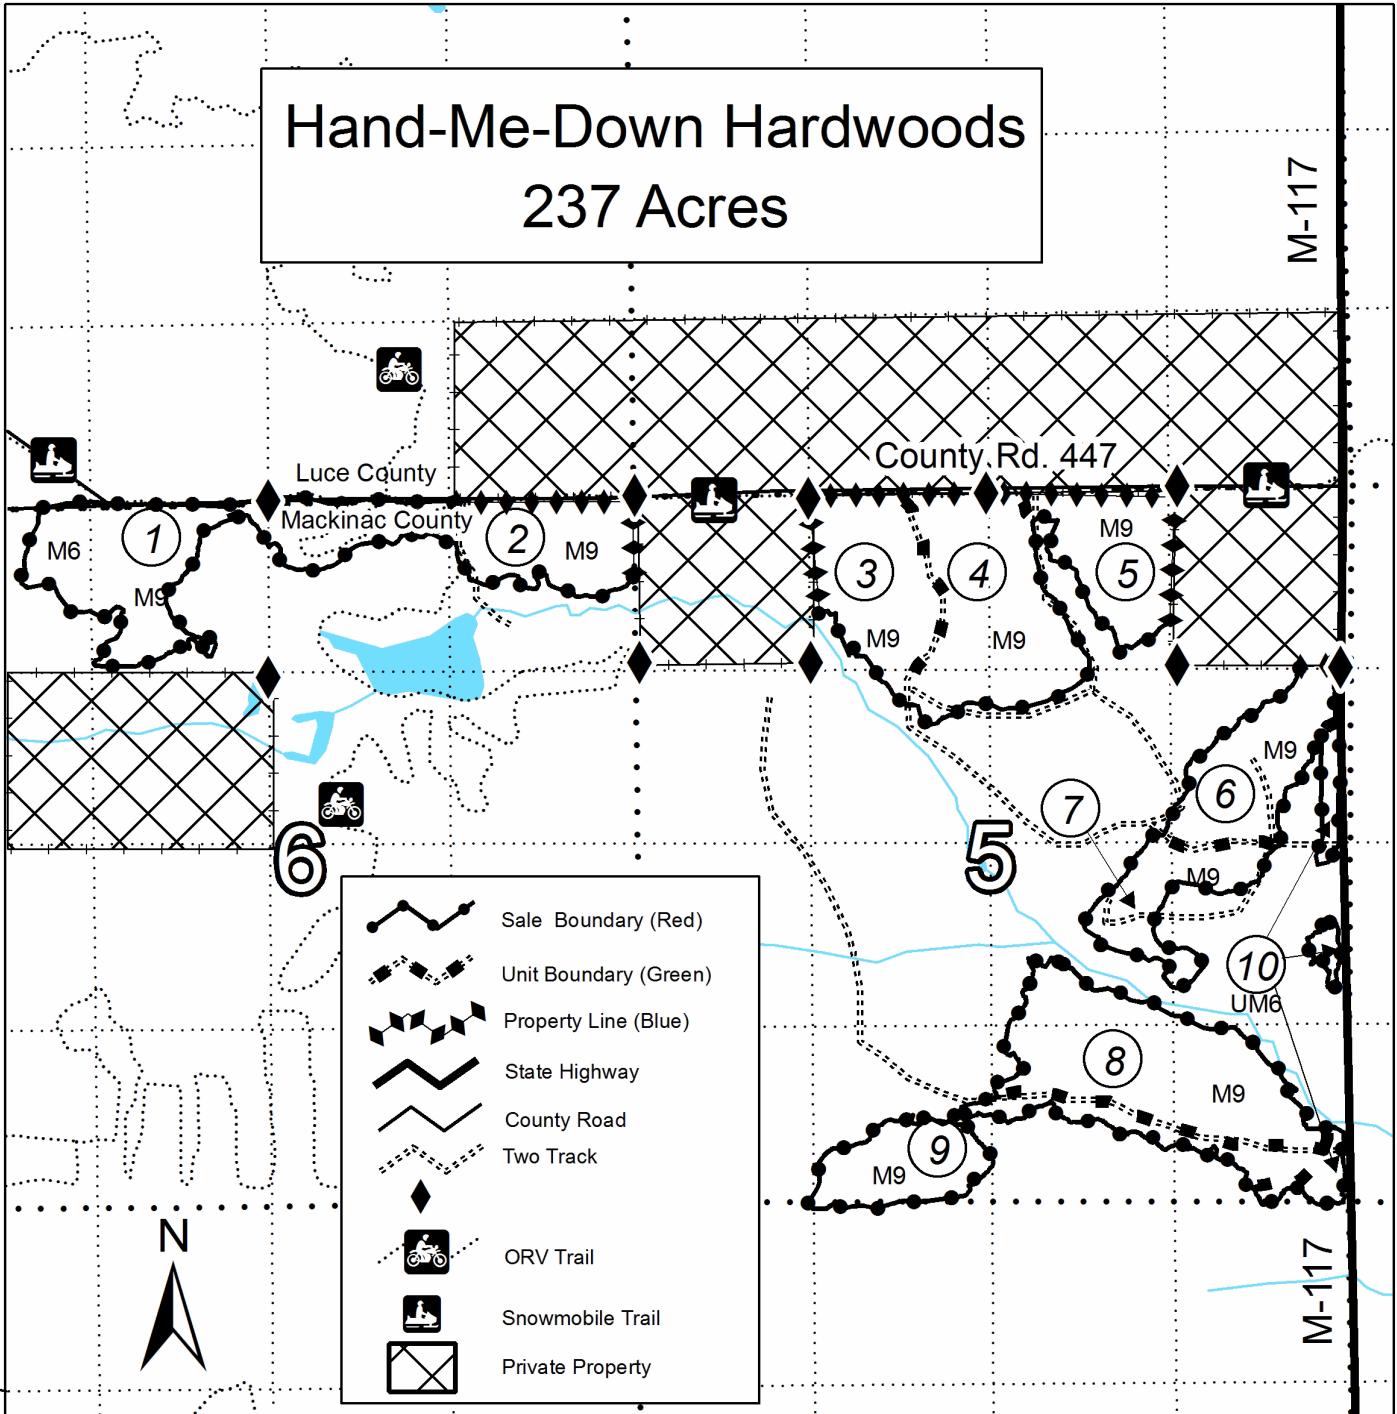 Hand-Me-Down Hardwoods
237 Acres
M-117
County Rd. 447
Luce County
Mackinac County
1
M6
M9
2
M9
3
M9
4
M9
5
M9
6
M9
7
M9
6
5
8
M9
9
M9
10
UM6
Sale Boundary (Red)
Unit Boundary (Green)
Property Line (Blue)
State Highway
County Road
Two Track
ORV Trail
Snowmobile Trail
Private Property
N
M-117